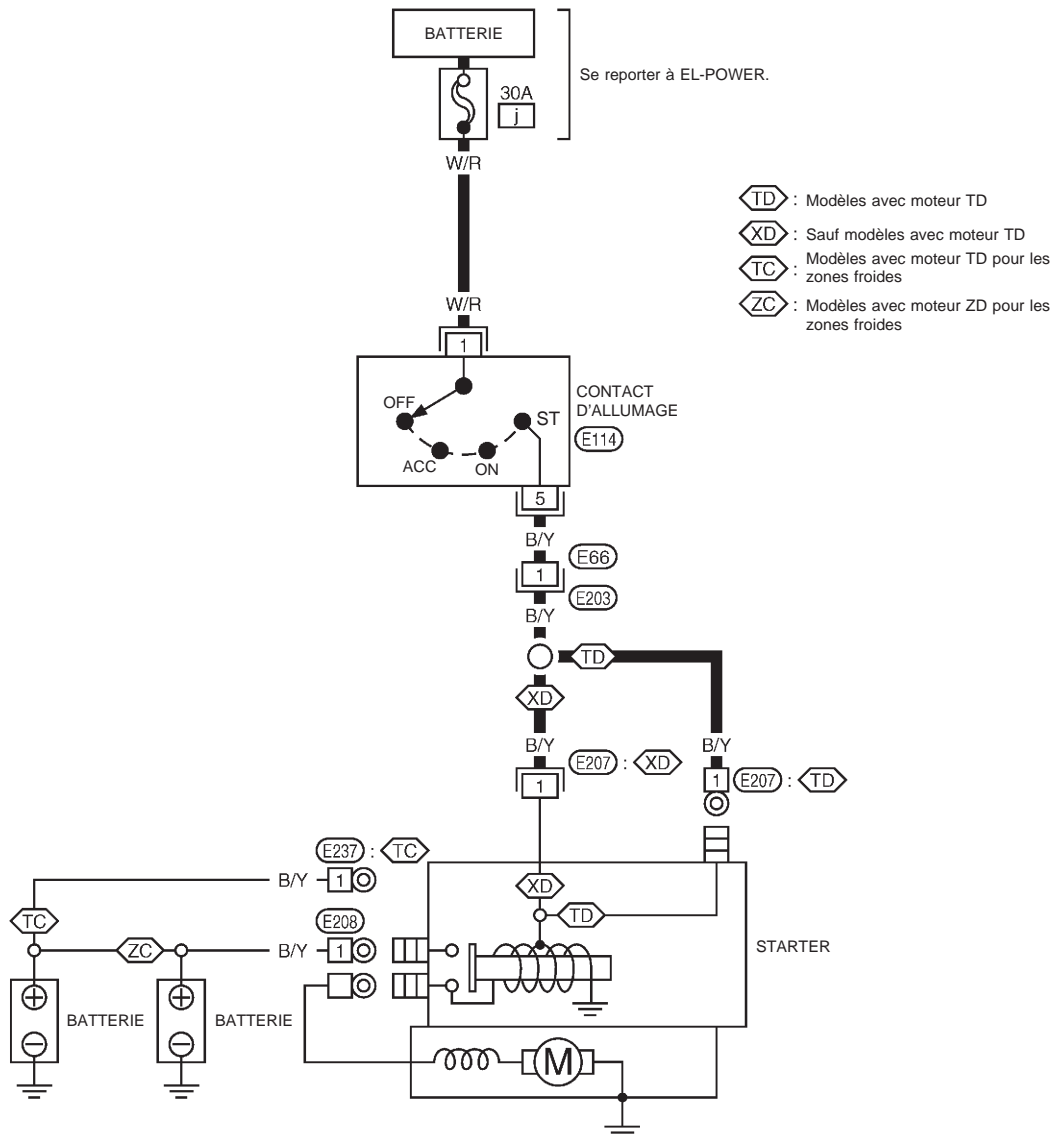 BATTERIE
Se reporter à EL-POWER.
30A
j
W/R
TD : Modèles avec moteur TD
XD : Sauf modèles avec moteur TD
TC : Modèles avec moteur TD pour les
zones froides
ZC : Modèles avec moteur ZD pour les
zones froides
W/R
1
CONTACT
D'ALLUMAGE
E114
OFF
ST
ACC
ON
5
B/Y
E66
1
E203
B/Y
TD
XD
B/Y
B/Y
E207 : XD
1
1
E207 : TD
E237 : TC
B/Y
1
XD
TC
E208
TD
ZC
B/Y
1
STARTER
BATTERIE
BATTERIE
M